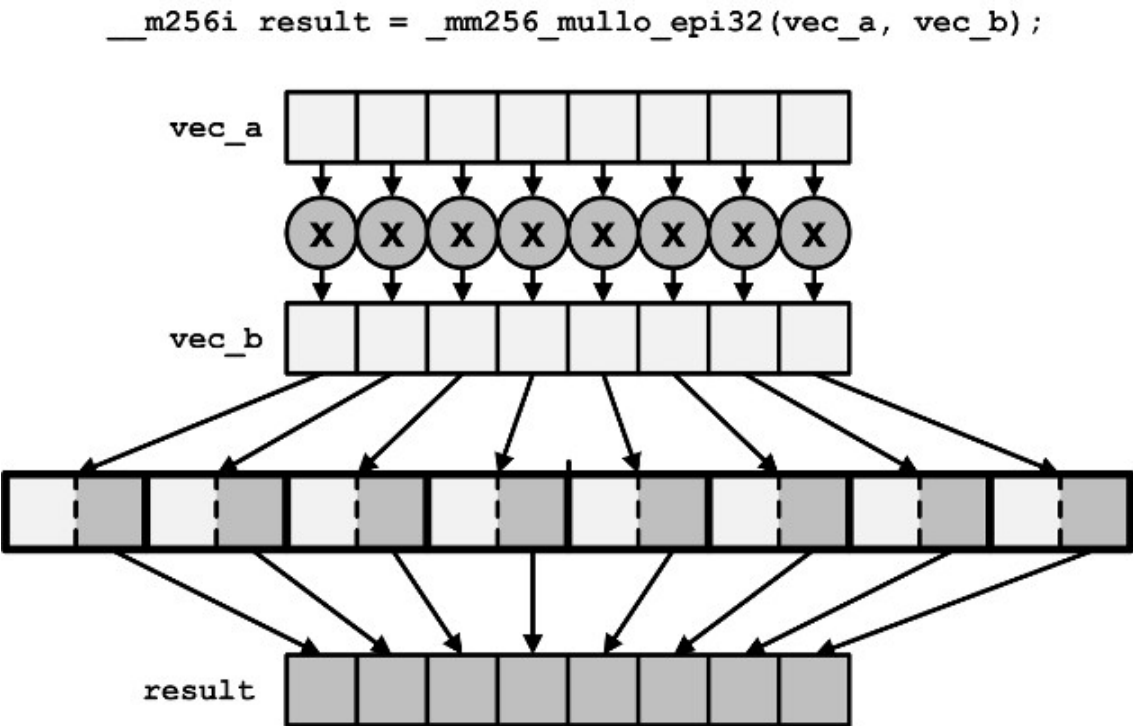 __m256i result = _mm256_mullo_epi32(vec_a, vec_b);
vec_a
x x x x x x x x
vec_b
result